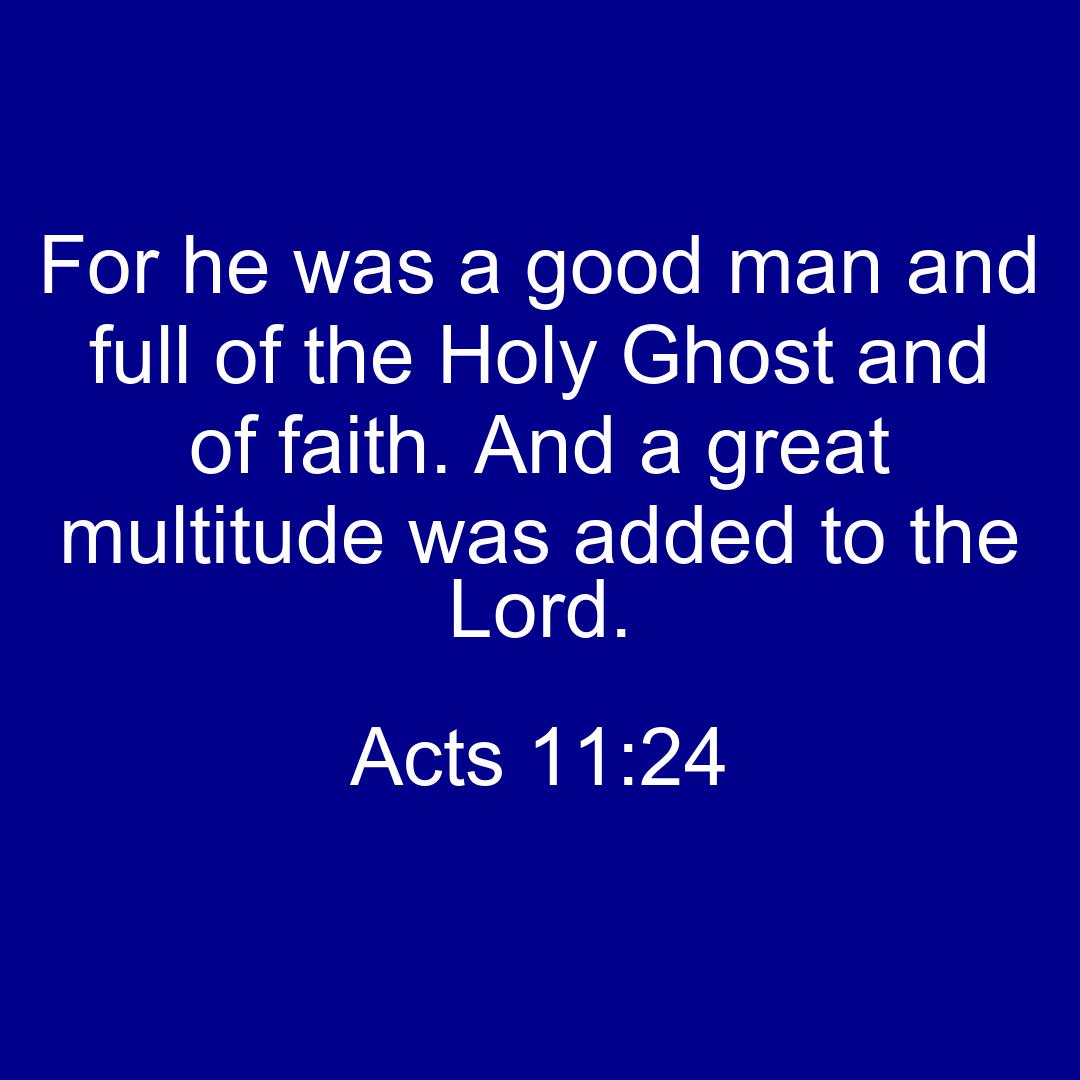 For he was a good man and
full of the Holy Ghost and
of faith. And a great
multitude was added to the
Lord.
Acts 11:24